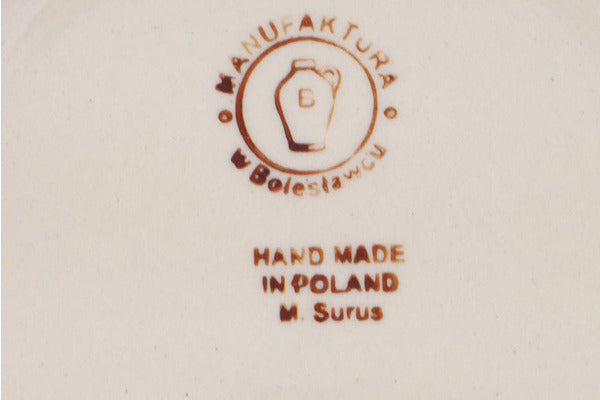 MANUFAKTURA
B
w Bolesławcu
HAND MADE
IN POLAND
M. Surus